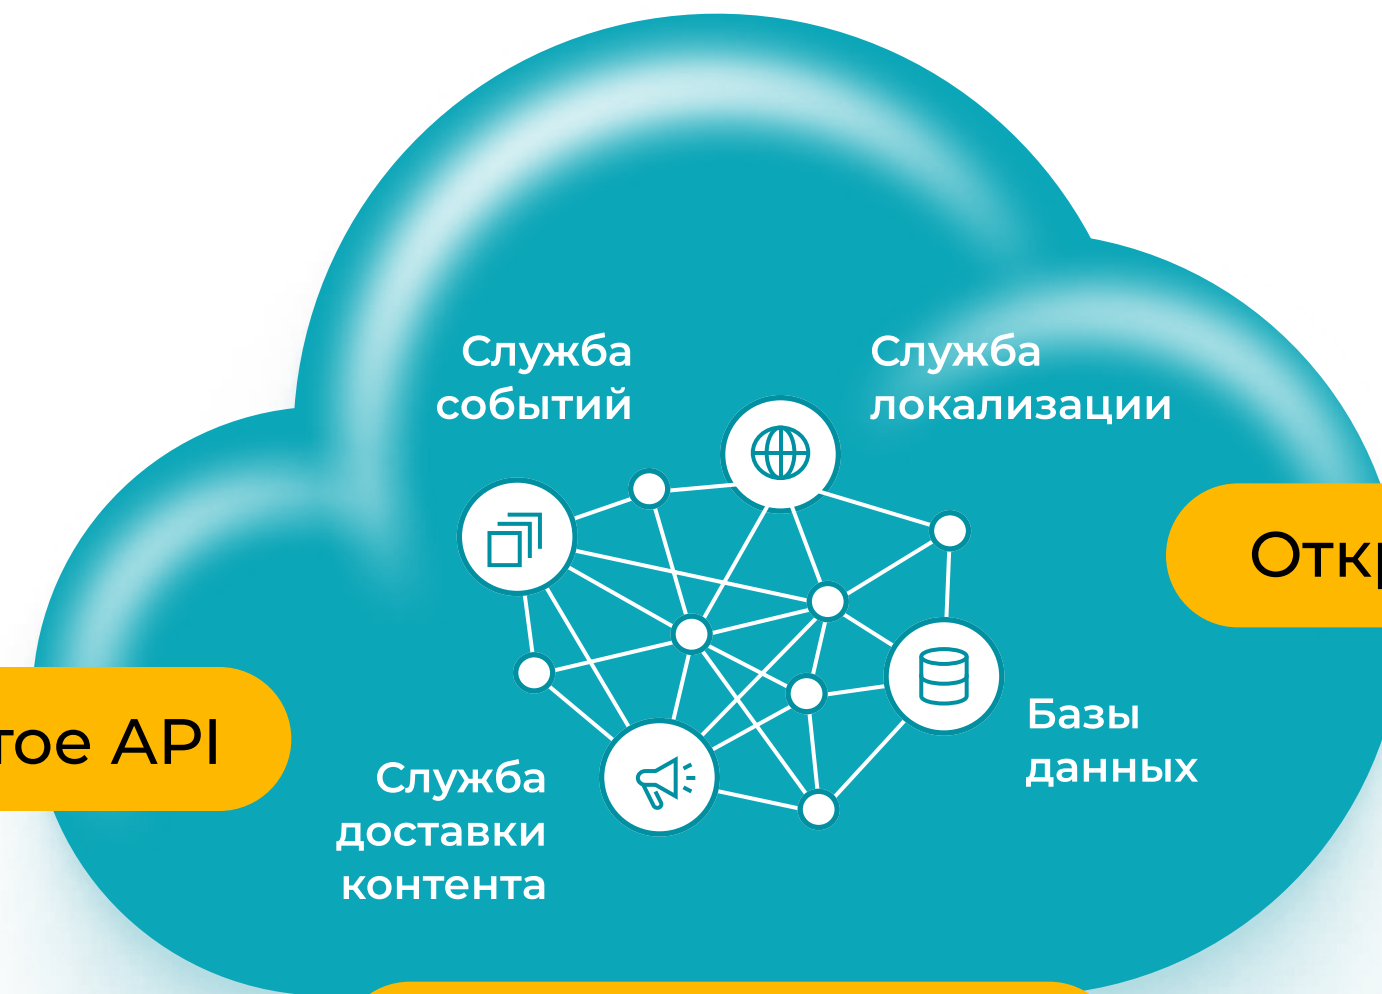 Служба
событий
Служба
локализации
тое API
Служба
доставки
контента
Базы
данных